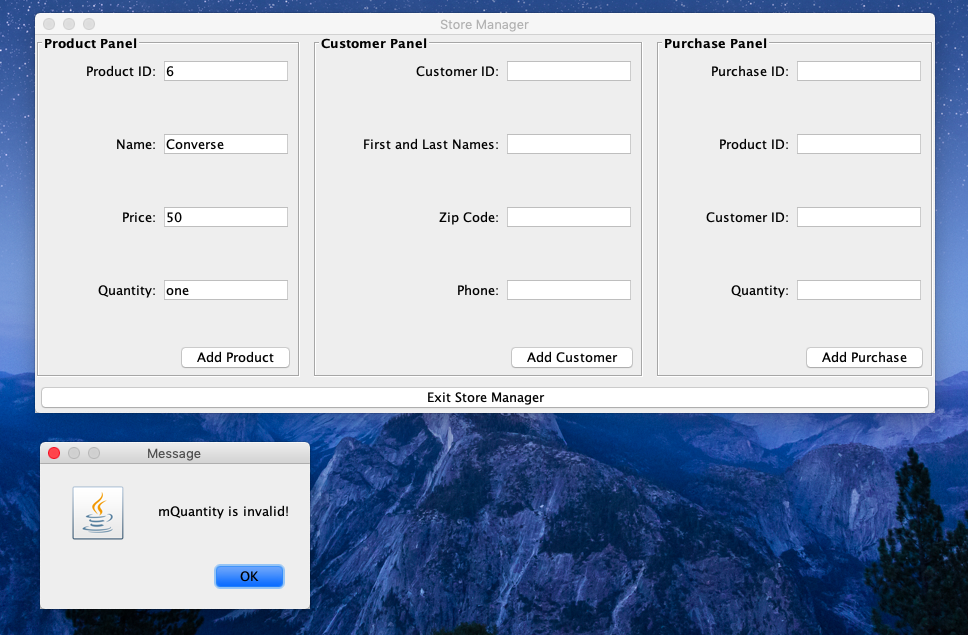 Store Manager
Product Panel
Product ID: 6
Name: Converse
Price: 50
Quantity: one
Add Product
Customer Panel
Customer ID:
First and Last Names:
Zip Code:
Phone:
Add Customer
Purchase Panel
Purchase ID:
Product ID:
Customer ID:
Quantity:
Add Purchase
Exit Store Manager
Message
mQuantity is invalid!
OK